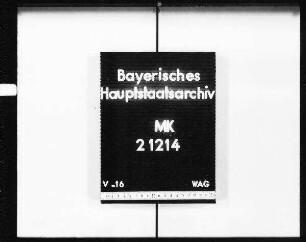 Bayerisches
Hauptstaatsarchiv
MK
21214
V.16 WAG